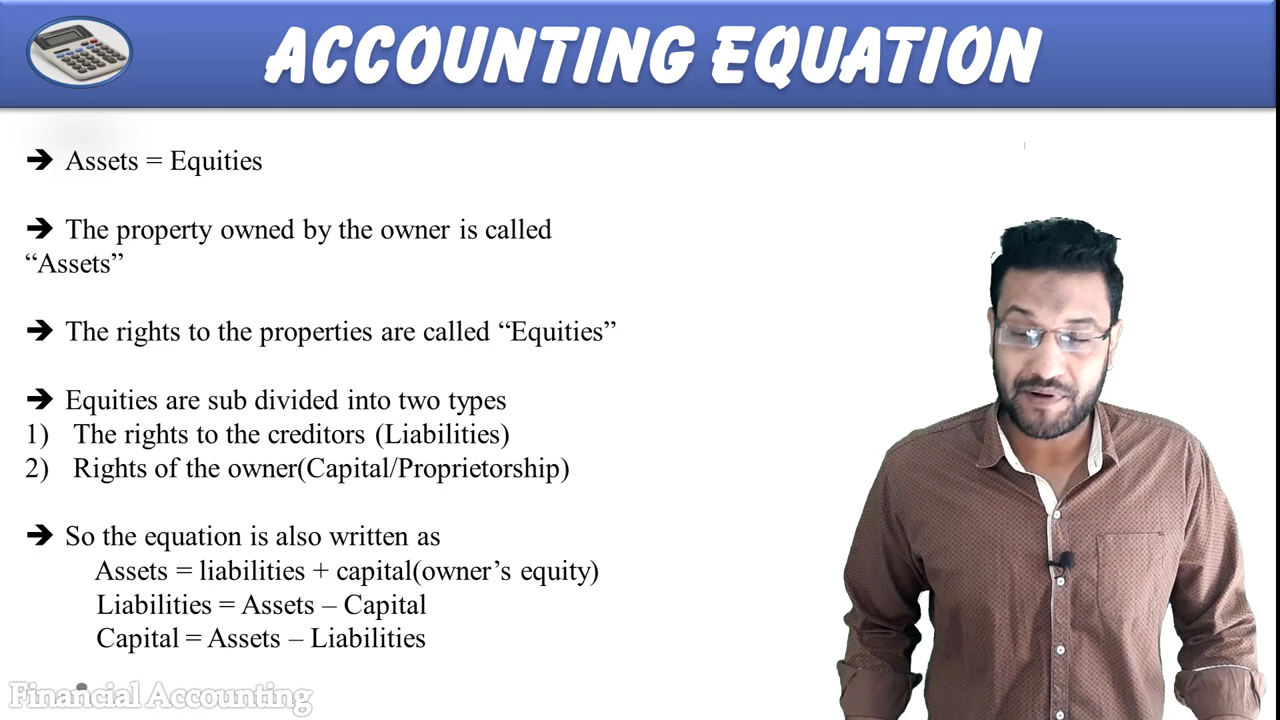 ACCOUNTING EQUATION
➔ Assets = Equities
➔ The property owned by the owner is called
“Assets”
➔ The rights to the properties are called “Equities”
➔ Equities are sub divided into two types
1) The rights to the creditors (Liabilities)
2) Rights of the owner(Capital/Proprietorship)
➔ So the equation is also written as
Assets = liabilities + capital(owner’s equity)
Liabilities = Assets – Capital
Capital = Assets – Liabilities
Financial Accounting